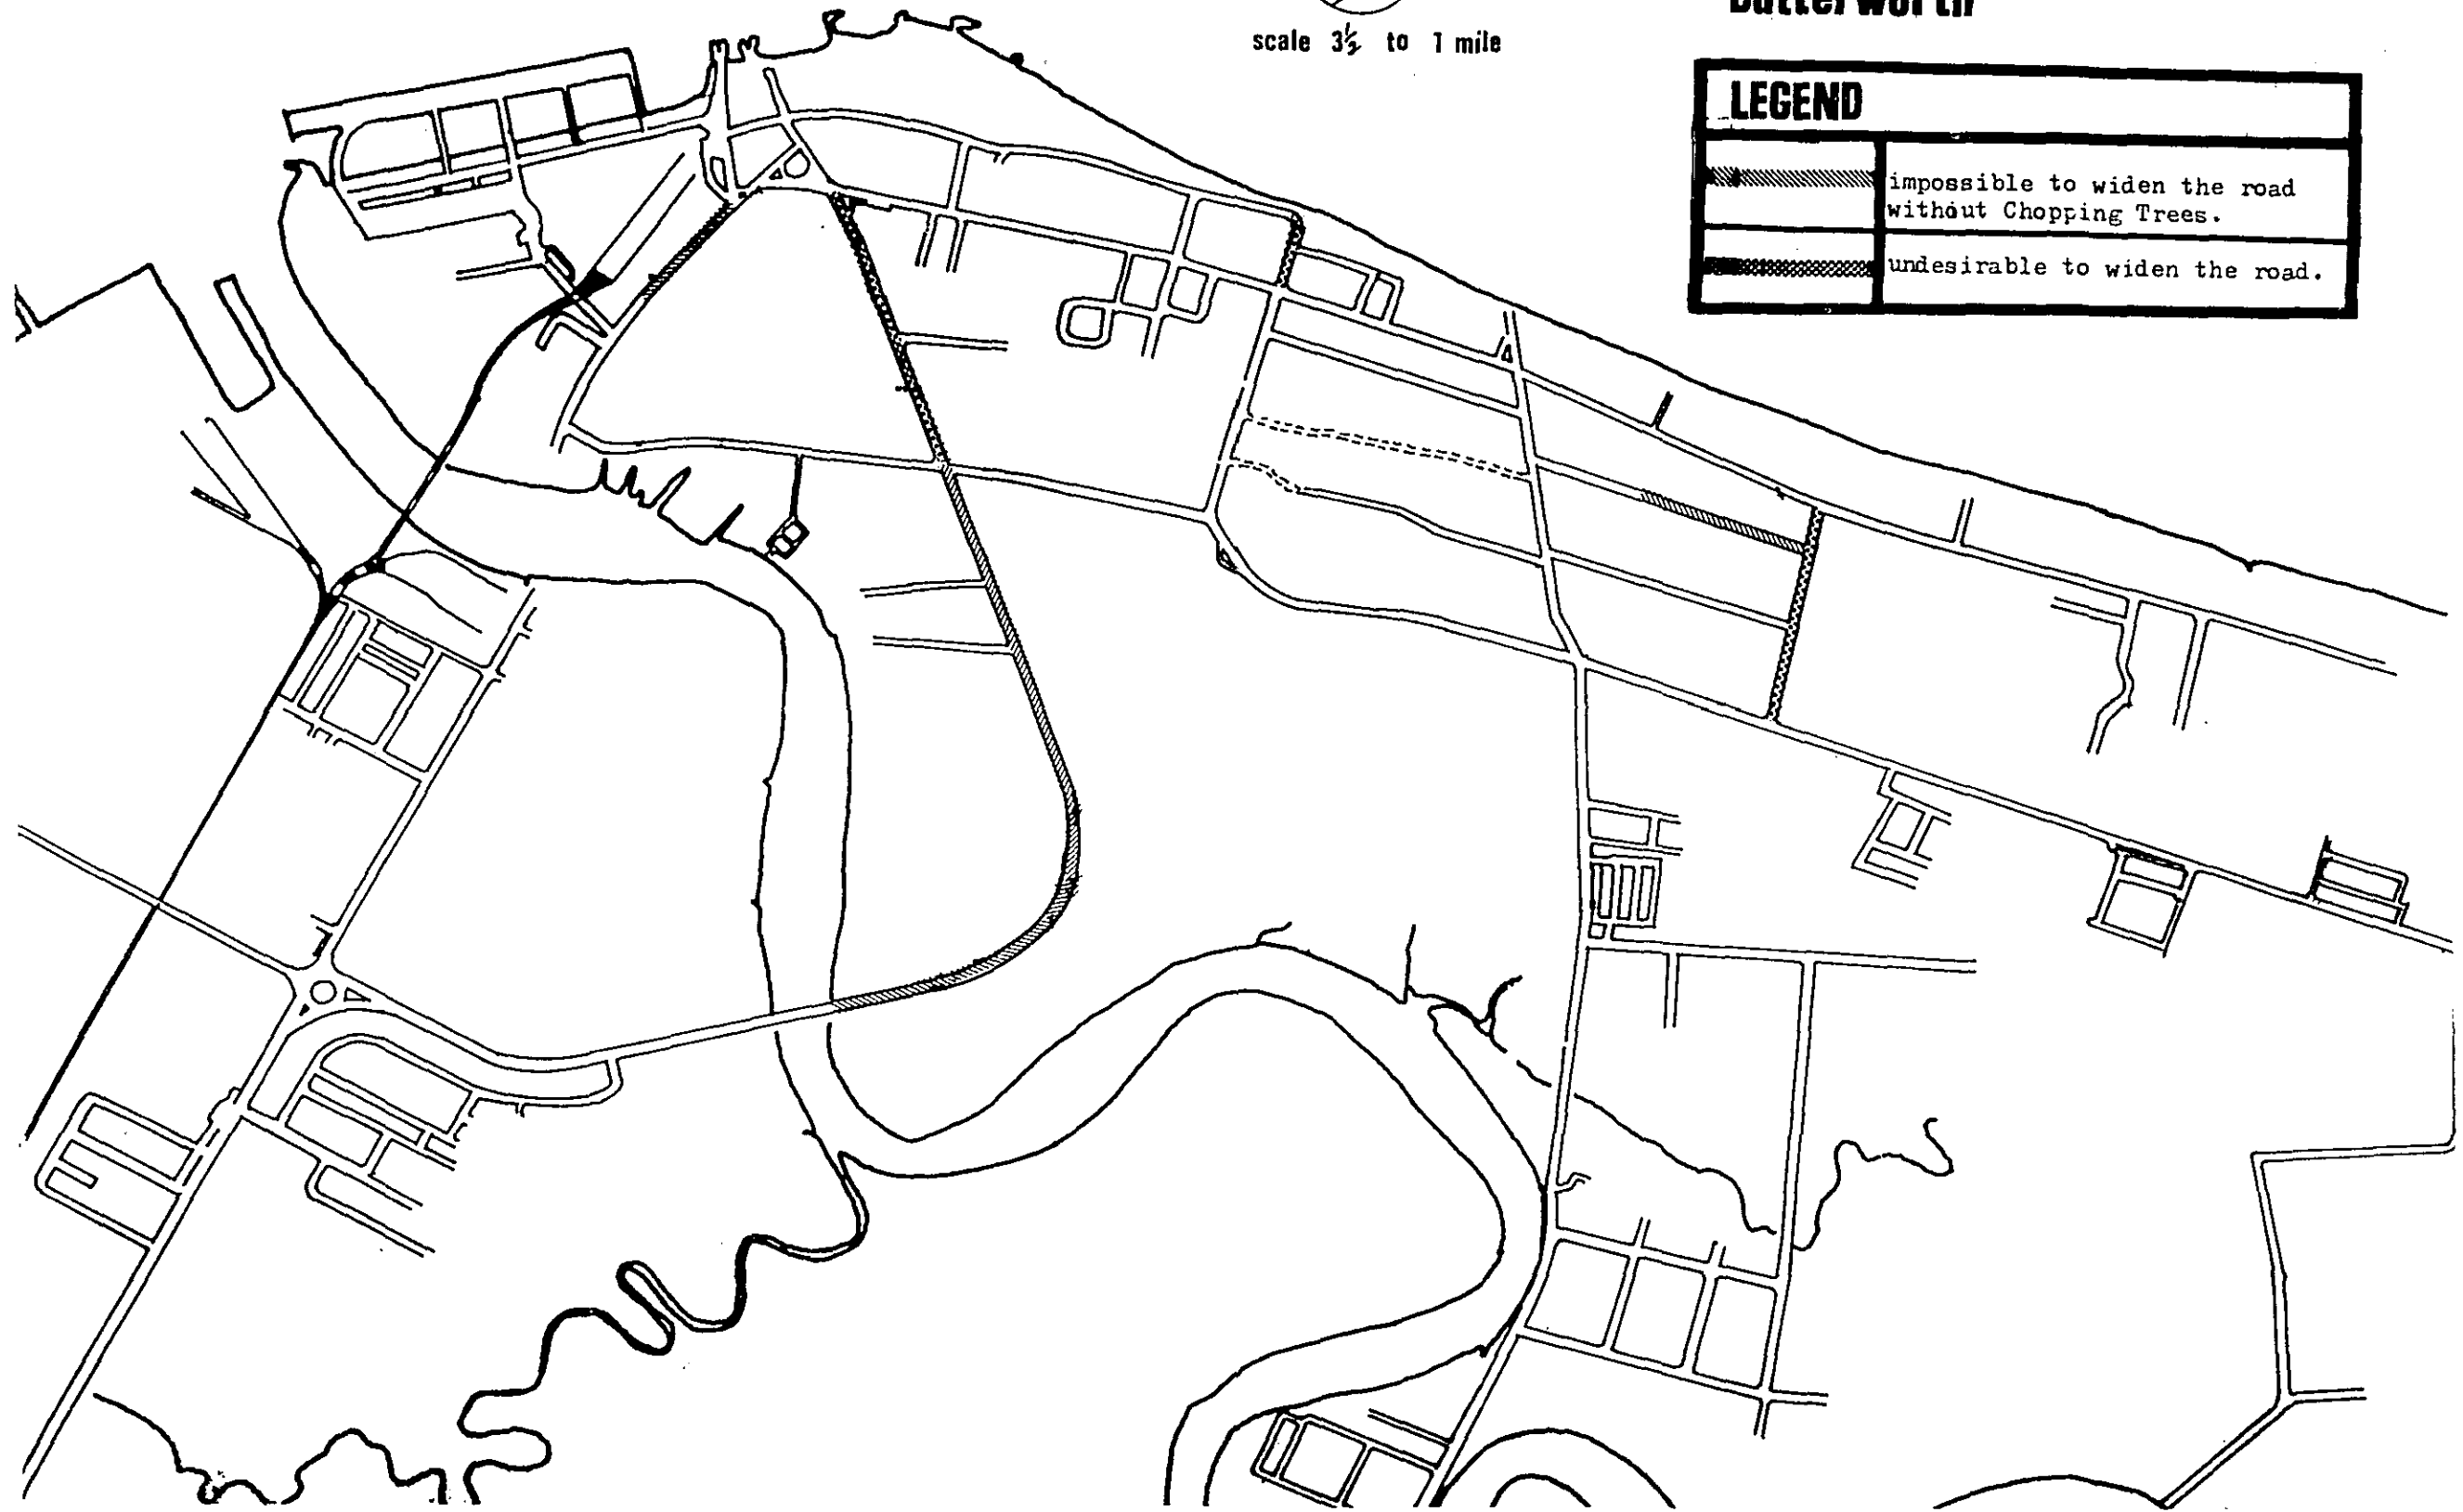 Butterworth
scale 3½ to 1 mile
LEGEND
impossible to widen the road
without Chopping Trees.
undesirable to widen the road.